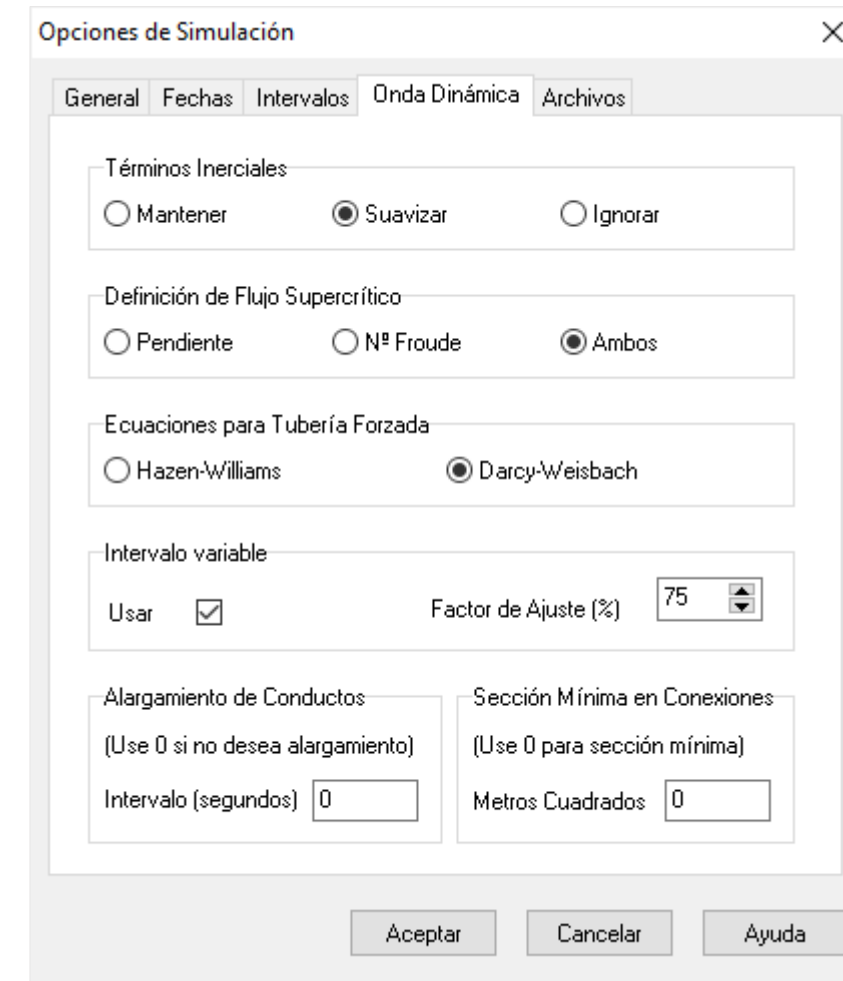 Opciones de Simulación
General Fechas Intervalos Onda Dinámica Archivos
Términos Inerciales
Mantener Suavizar Ignorar
Definición de Flujo Supercrítico
Pendiente Nº Froude Ambos
Ecuaciones para Tubería Forzada
Hazen-Williams Darcy-Weisbach
Intervalo variable
Usar Factor de Ajuste (%) 75
Alargamiento de Conductos
(Use 0 si no desea alargamiento)
Intervalo (segundos) 0
Sección Mínima en Conexiones
(Use 0 para sección mínima)
Metros Cuadrados 0
Aceptar Cancelar Ayuda